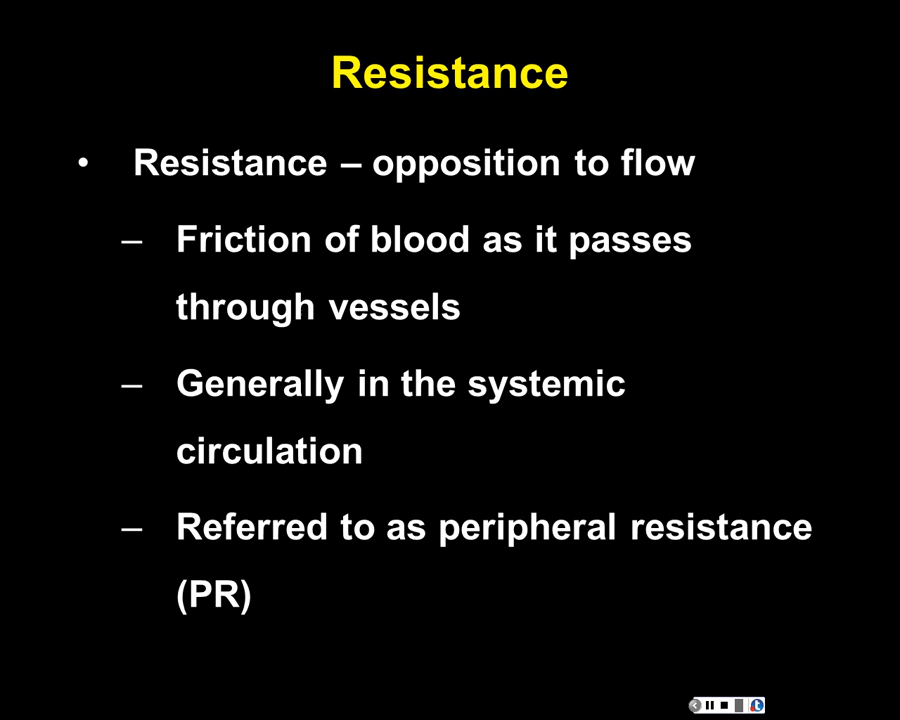 Resistance
• Resistance – opposition to flow
– Friction of blood as it passes
through vessels
– Generally in the systemic
circulation
– Referred to as peripheral resistance
(PR)